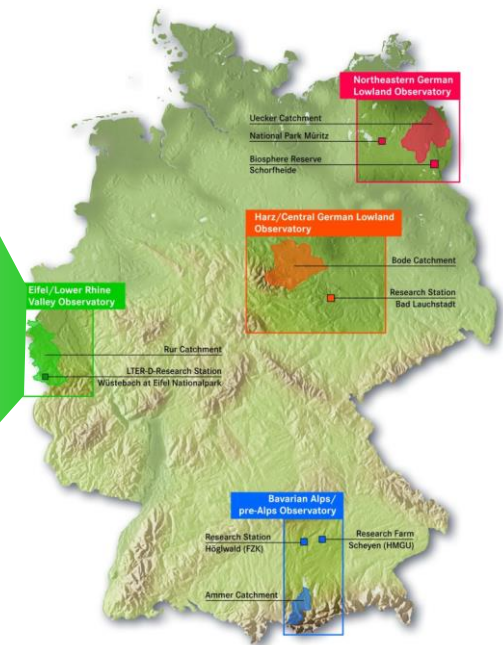 Northeastern German
Lowland Observatory
Uecker Catchment
National Park Müritz
Biosphere Reserve
Schorfheide
Harz/Central German Lowland
Observatory
Bode Catchment
Research Station
Bad Lauchstadt
Eifel/Lower Rhine
Valley Observatory
Rur Catchment
LTER-D-Research Station
Wüstebach at Eifel Nationalpark
Bavarian Alps/
pre-Alps Observatory
Research Station
Höglwald (FZK)
Research Farm
Scheyen (HMGU)
Ammer Catchment